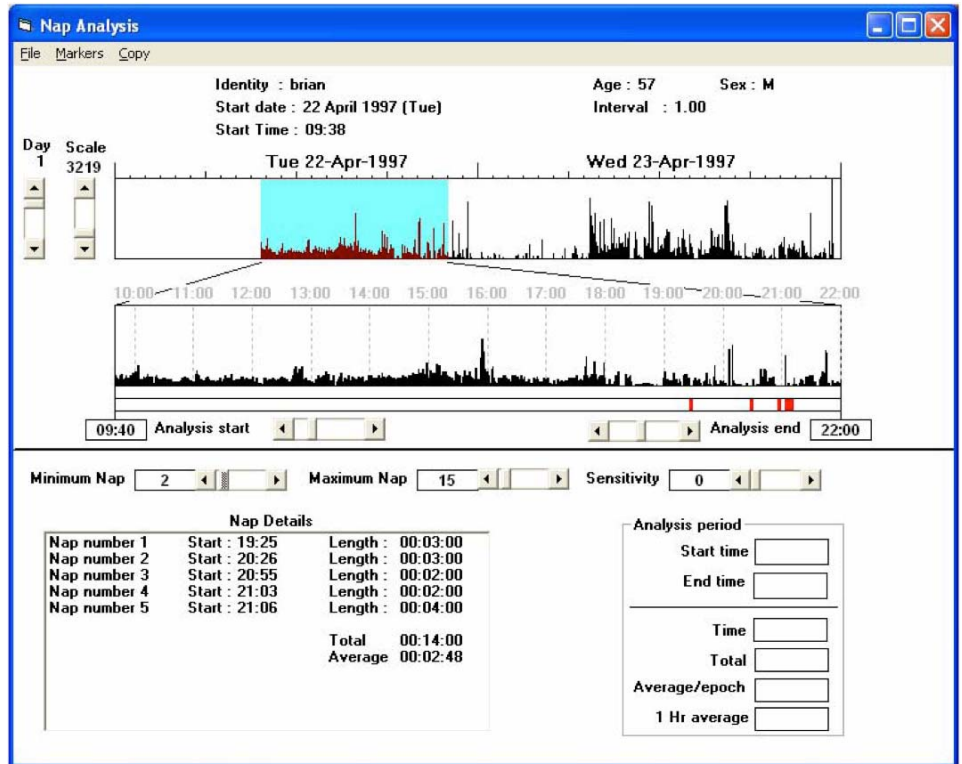 Nap Analysis
File Markers Copy
Identity : brian Age : 57 Sex : M
Start date : 22 April 1997 (Tue) Interval : 1.00
Start Time : 09:38
Day Scale
1 3219
Tue 22-Apr-1997 Wed 23-Apr-1997
10:00 11:00 12:00 13:00 14:00 15:00 16:00 17:00 18:00 19:00 20:00 21:00 22:00
09:40 Analysis start Analysis end 22:00
Minimum Nap 2 Maximum Nap 15 Sensitivity 0
Nap Details
Nap number 1 Start : 19:25 Length : 00:03:00
Nap number 2 Start : 20:26 Length : 00:03:00
Nap number 3 Start : 20:55 Length : 00:02:00
Nap number 4 Start : 21:03 Length : 00:02:00
Nap number 5 Start : 21:06 Length : 00:04:00
Total 00:14:00
Average 00:02:48
Analysis period
Start time
End time
Time
Total
Average/epoch
1 Hr average